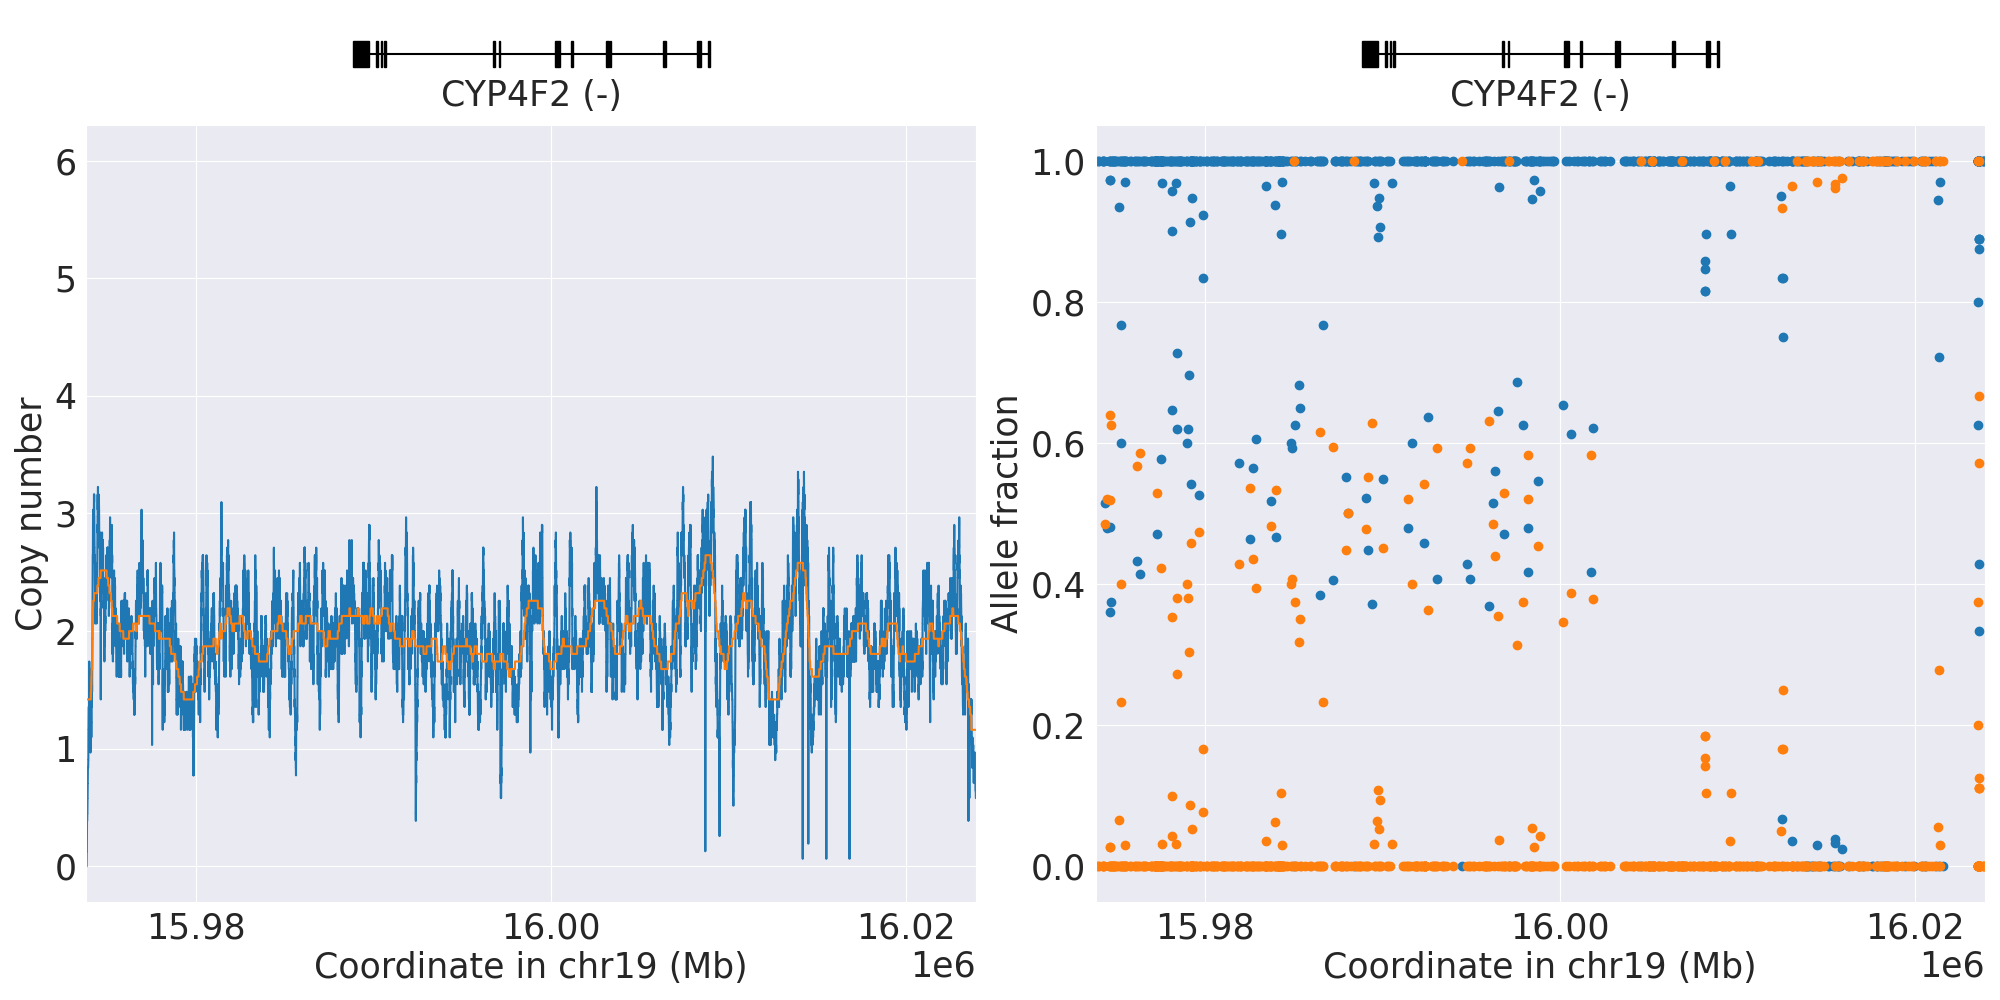 CYP4F2 (-)
6
5
4
3
2
1
0
Copy number
15.98
16.00
16.02
Coordinate in chr19 (Mb)
1e6
CYP4F2 (-)
1.0
0.8
0.6
0.4
0.2
0.0
Allele fraction
15.98
16.00
16.02
Coordinate in chr19 (Mb)
1e6